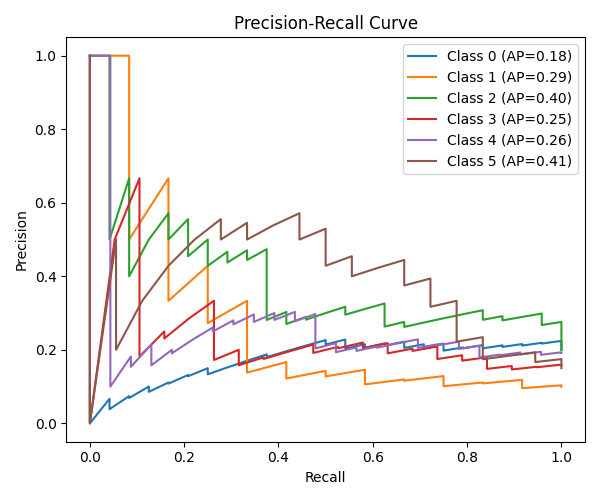 Precision-Recall Curve
1.0
0.8
0.6
0.4
0.2
0.0
Precision
Class 0 (AP=0.18)
Class 1 (AP=0.29)
Class 2 (AP=0.40)
Class 3 (AP=0.25)
Class 4 (AP=0.26)
Class 5 (AP=0.41)
0.0 0.2 0.4 0.6 0.8 1.0
Recall